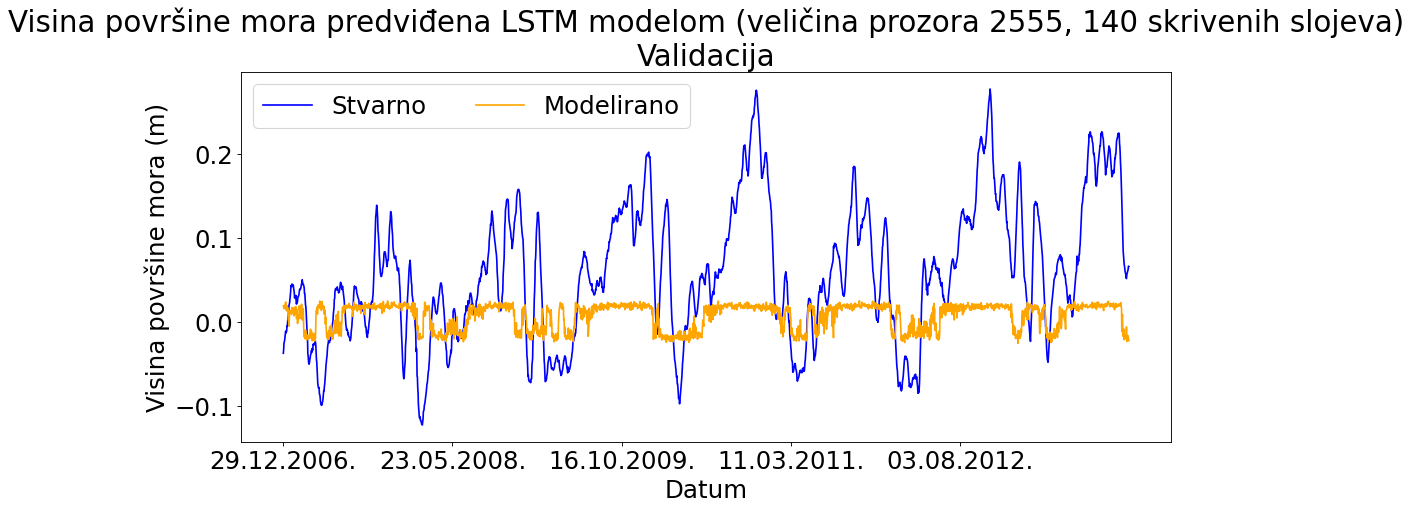 Visina površine mora predviđena LSTM modelom (veličina prozora 2555, 140 skrivenih slojeva)
Validacija
Stvarno Modelirano
Visina površine mora (m)
0.2
0.1
0.0
−0.1
29.12.2006. 23.05.2008. 16.10.2009. 11.03.2011. 03.08.2012.
Datum